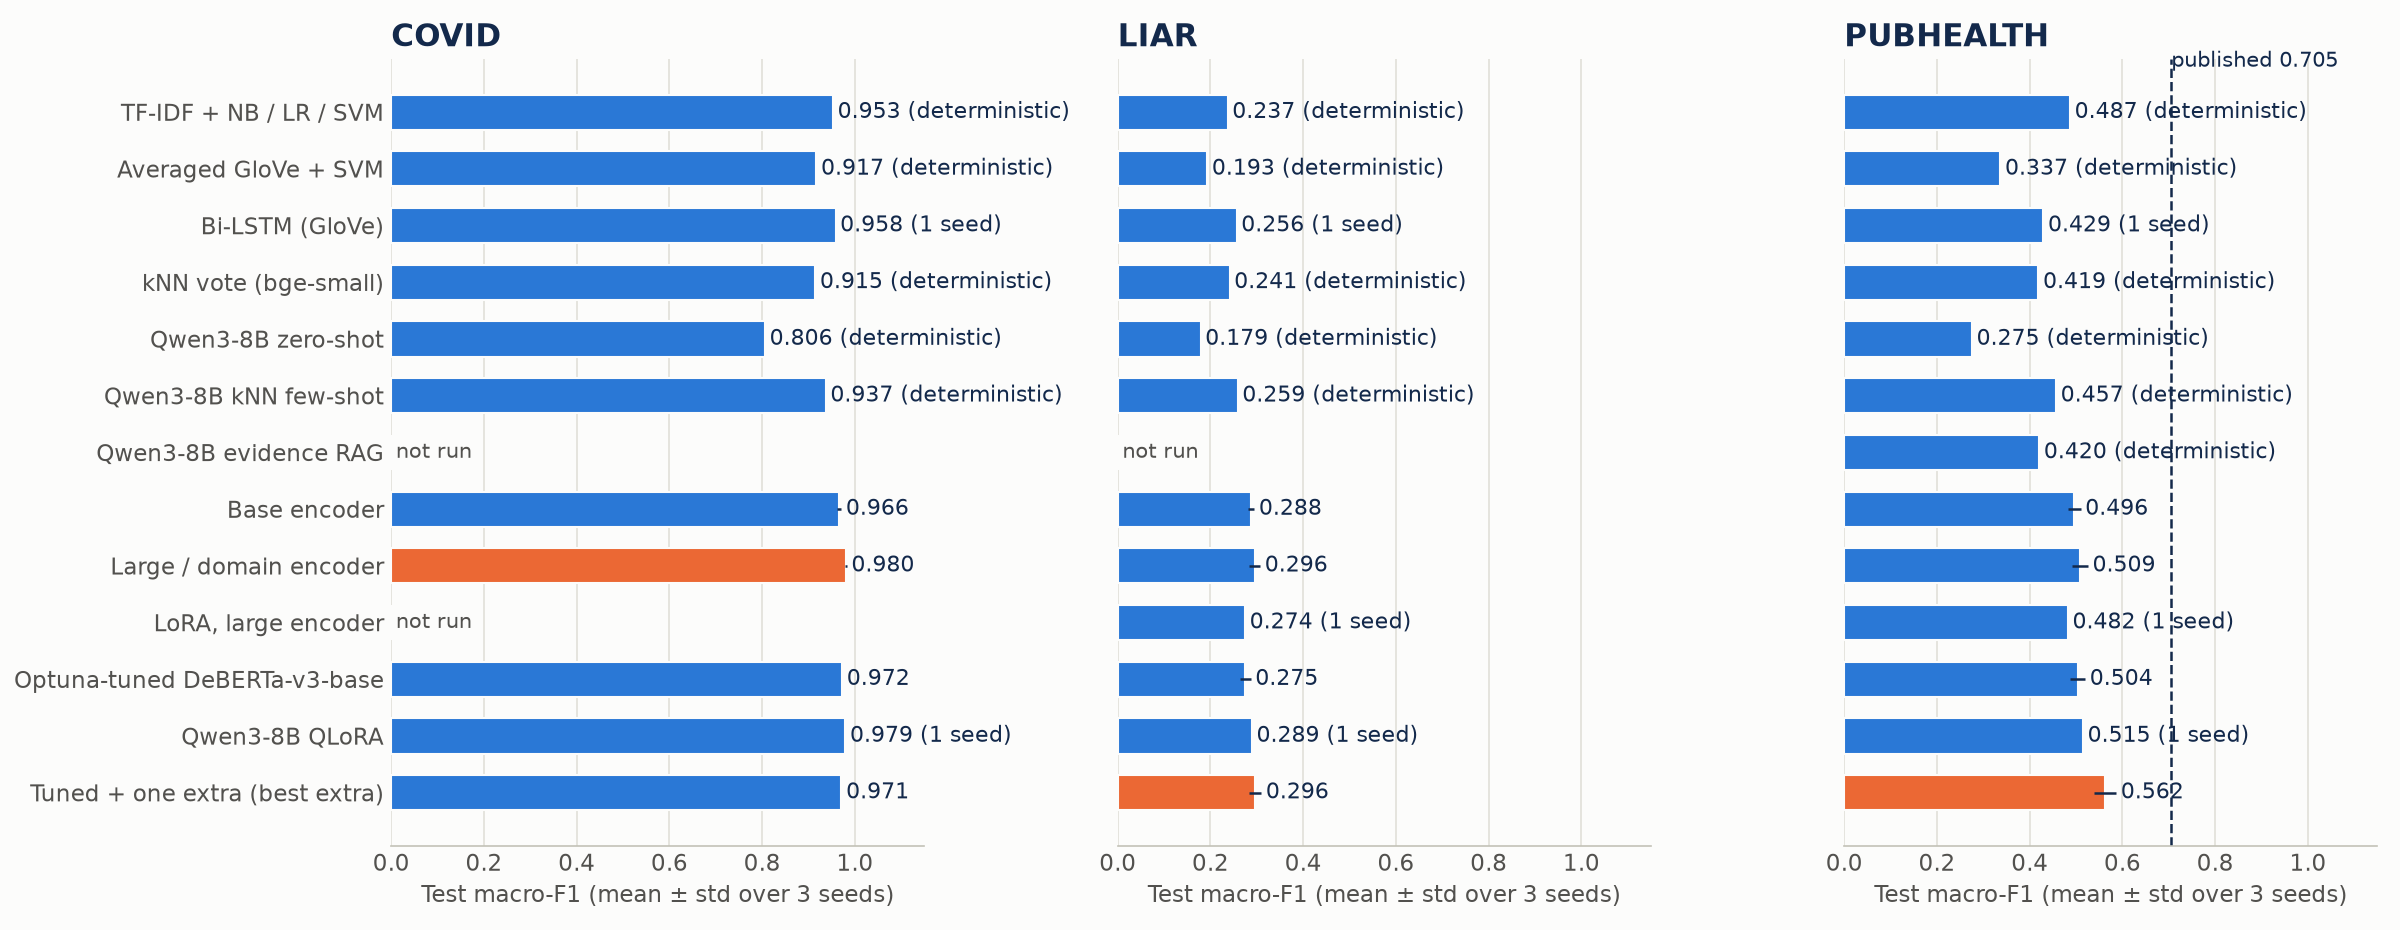 COVID
LIAR
PUBHEALTH
published 0.705
TF-IDF + NB / LR / SVM 0.953 (deterministic) 0.237 (deterministic) 0.487 (deterministic)
Averaged GloVe + SVM 0.917 (deterministic) 0.193 (deterministic) 0.337 (deterministic)
Bi-LSTM (GloVe) 0.958 (1 seed) 0.256 (1 seed) 0.429 (1 seed)
kNN vote (bge-small) 0.915 (deterministic) 0.241 (deterministic) 0.419 (deterministic)
Qwen3-8B zero-shot 0.806 (deterministic) 0.179 (deterministic) 0.275 (deterministic)
Qwen3-8B kNN few-shot 0.937 (deterministic) 0.259 (deterministic) 0.457 (deterministic)
Qwen3-8B evidence RAG not run not run 0.420 (deterministic)
Base encoder 0.966 0.288 0.496
Large / domain encoder 0.980 0.296 0.509
LoRA, large encoder not run 0.274 (1 seed) 0.482 (1 seed)
Optuna-tuned DeBERTa-v3-base 0.972 0.275 0.504
Qwen3-8B QLoRA 0.979 (1 seed) 0.289 (1 seed) 0.515 (1 seed)
Tuned + one extra (best extra) 0.971 0.296 0.562
0.0 0.2 0.4 0.6 0.8 1.0 0.0 0.2 0.4 0.6 0.8 1.0 0.0 0.2 0.4 0.6 0.8 1.0
Test macro-F1 (mean ± std over 3 seeds) Test macro-F1 (mean ± std over 3 seeds) Test macro-F1 (mean ± std over 3 seeds)